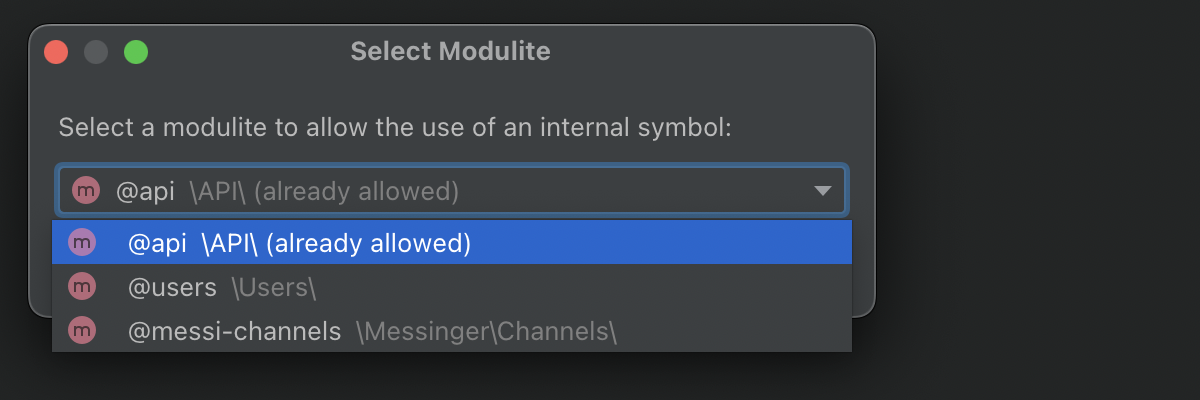 Select Modulite
Select a modulite to allow the use of an internal symbol:
m @api \API\ (already allowed)
m @api \API\ (already allowed)
m @users \Users\
m @messi-channels \Messinger\Channels\